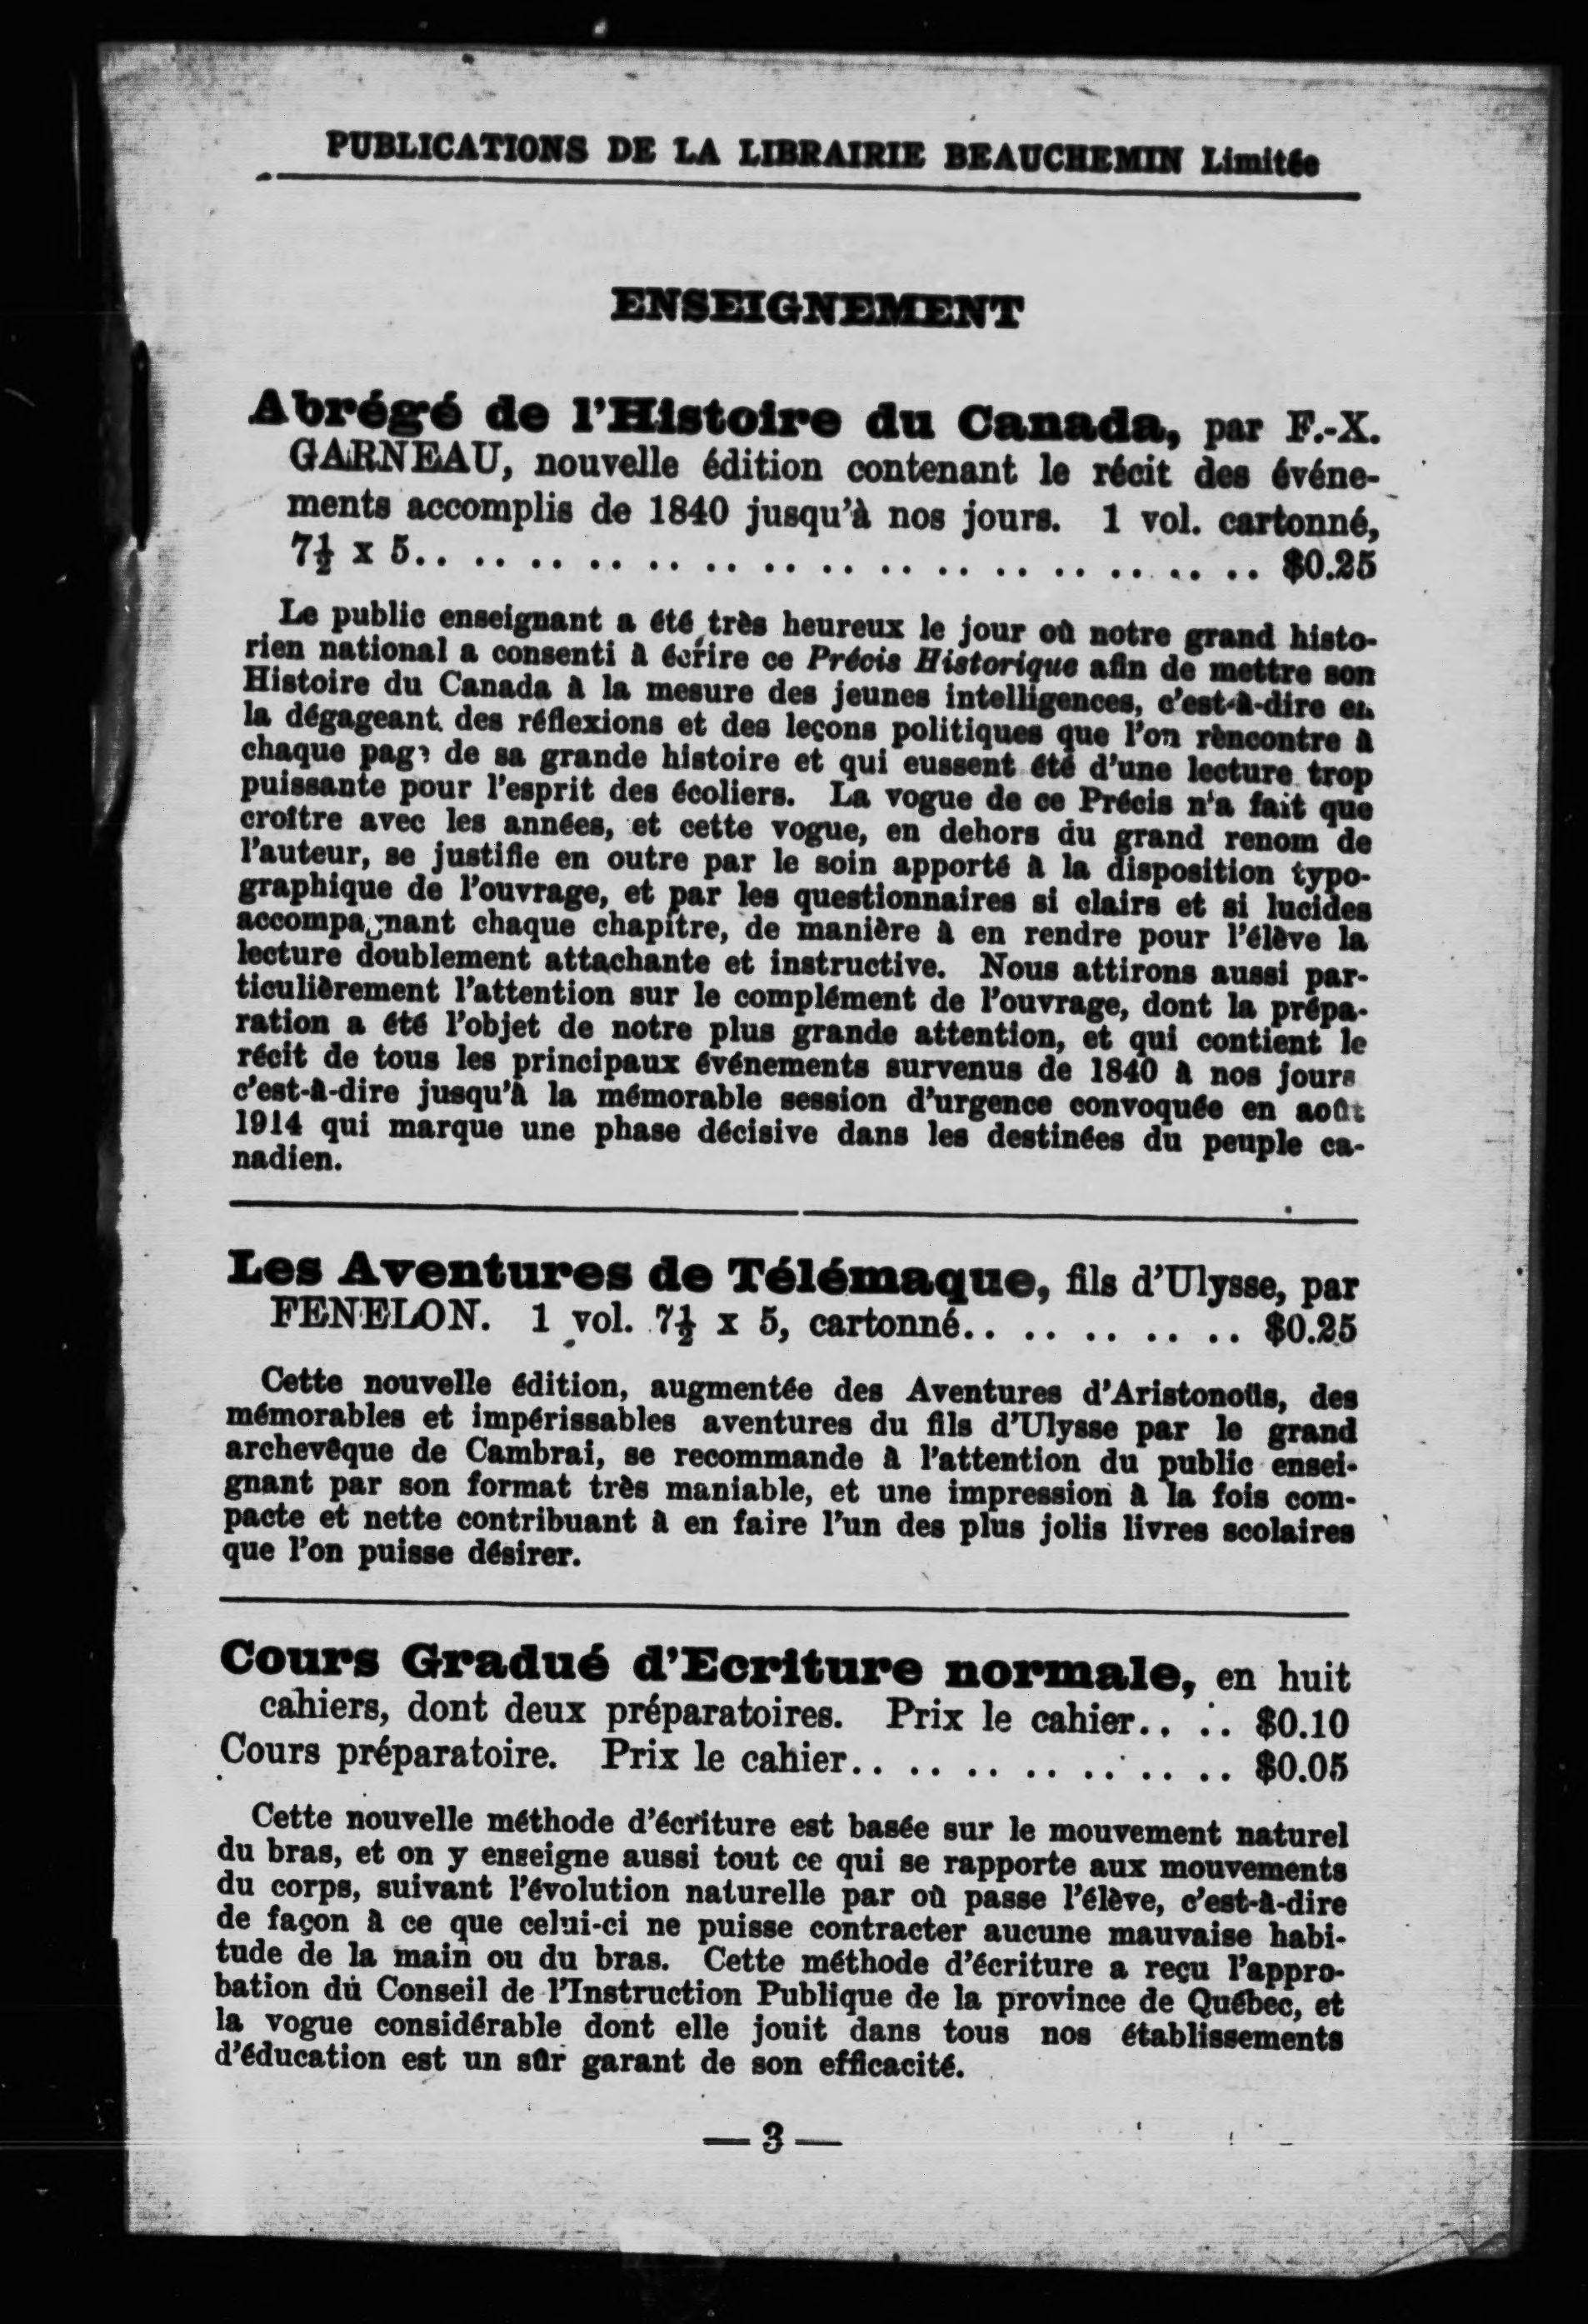 PUBLICATIONS DE LA LIBRAIRIE BEAUCHEMIN Limitée
ENSEIGNEMENT
Abrégé de l'Histoire du Canada, par F.-X.
GARNEAU, nouvelle édition contenant le récit des événe-
ments accomplis de 1840 jusqu'à nos jours. 1 vol. cartonné,
7½ x 5.. .. .. .. .. .. .. .. .. .. .. .. .. .. .. $0.25
Le public enseignant a été très heureux le jour où notre grand histo-
rien national a consenti à écrire ce Précis Historique afin de mettre son
Histoire du Canada à la mesure des jeunes intelligences, c'est-à-dire en
la dégageant des réflexions et des leçons politiques que l'on rencontre à
chaque page de sa grande histoire et qui eussent été d'une lecture trop
puissante pour l'esprit des écoliers. La vogue de ce Précis n'a fait que
croître avec les années, et cette vogue, en dehors du grand renom de
l'auteur, se justifie en outre par le soin apporté à la disposition typo-
graphique de l'ouvrage, et par les questionnaires si clairs et si lucides
accompagnant chaque chapitre, de manière à en rendre pour l'élève la
lecture doublement attachante et instructive. Nous attirons aussi par-
ticulièrement l'attention sur le complément de l'ouvrage, dont la prépa-
ration a été l'objet de notre plus grande attention, et qui contient le
récit de tous les principaux événements survenus de 1840 à nos jours
c'est-à-dire jusqu'à la mémorable session d'urgence convoquée en août
1914 qui marque une phase décisive dans les destinées du peuple ca-
nadien.
Les Aventures de Télémaque, fils d'Ulysse, par
FENELON. 1 vol. 7½ x 5, cartonné.. .. .. .. .. $0.25
Cette nouvelle édition, augmentée des Aventures d'Aristonoüs, des
mémorables et impérissables aventures du fils d'Ulysse par le grand
archevêque de Cambrai, se recommande à l'attention du public ensei-
gnant par son format très maniable, et une impression à la fois com-
pacte et nette contribuant à en faire l'un des plus jolis livres scolaires
que l'on puisse désirer.
Cours Gradué d'Ecriture normale, en huit
cahiers, dont deux préparatoires. Prix le cahier.. .. $0.10
Cours préparatoire. Prix le cahier.. .. .. .. .. .. .. $0.05
Cette nouvelle méthode d'écriture est basée sur le mouvement naturel
du bras, et on y enseigne aussi tout ce qui se rapporte aux mouvements
du corps, suivant l'évolution naturelle par où passe l'élève, c'est-à-dire
de façon à ce que celui-ci ne puisse contracter aucune mauvaise habi-
tude de la main ou du bras. Cette méthode d'écriture a reçu l'appro-
bation du Conseil de l'Instruction Publique de la province de Québec, et
la vogue considérable dont elle jouit dans tous nos établissements
d'éducation est un sûr garant de son efficacité.
— 3 —